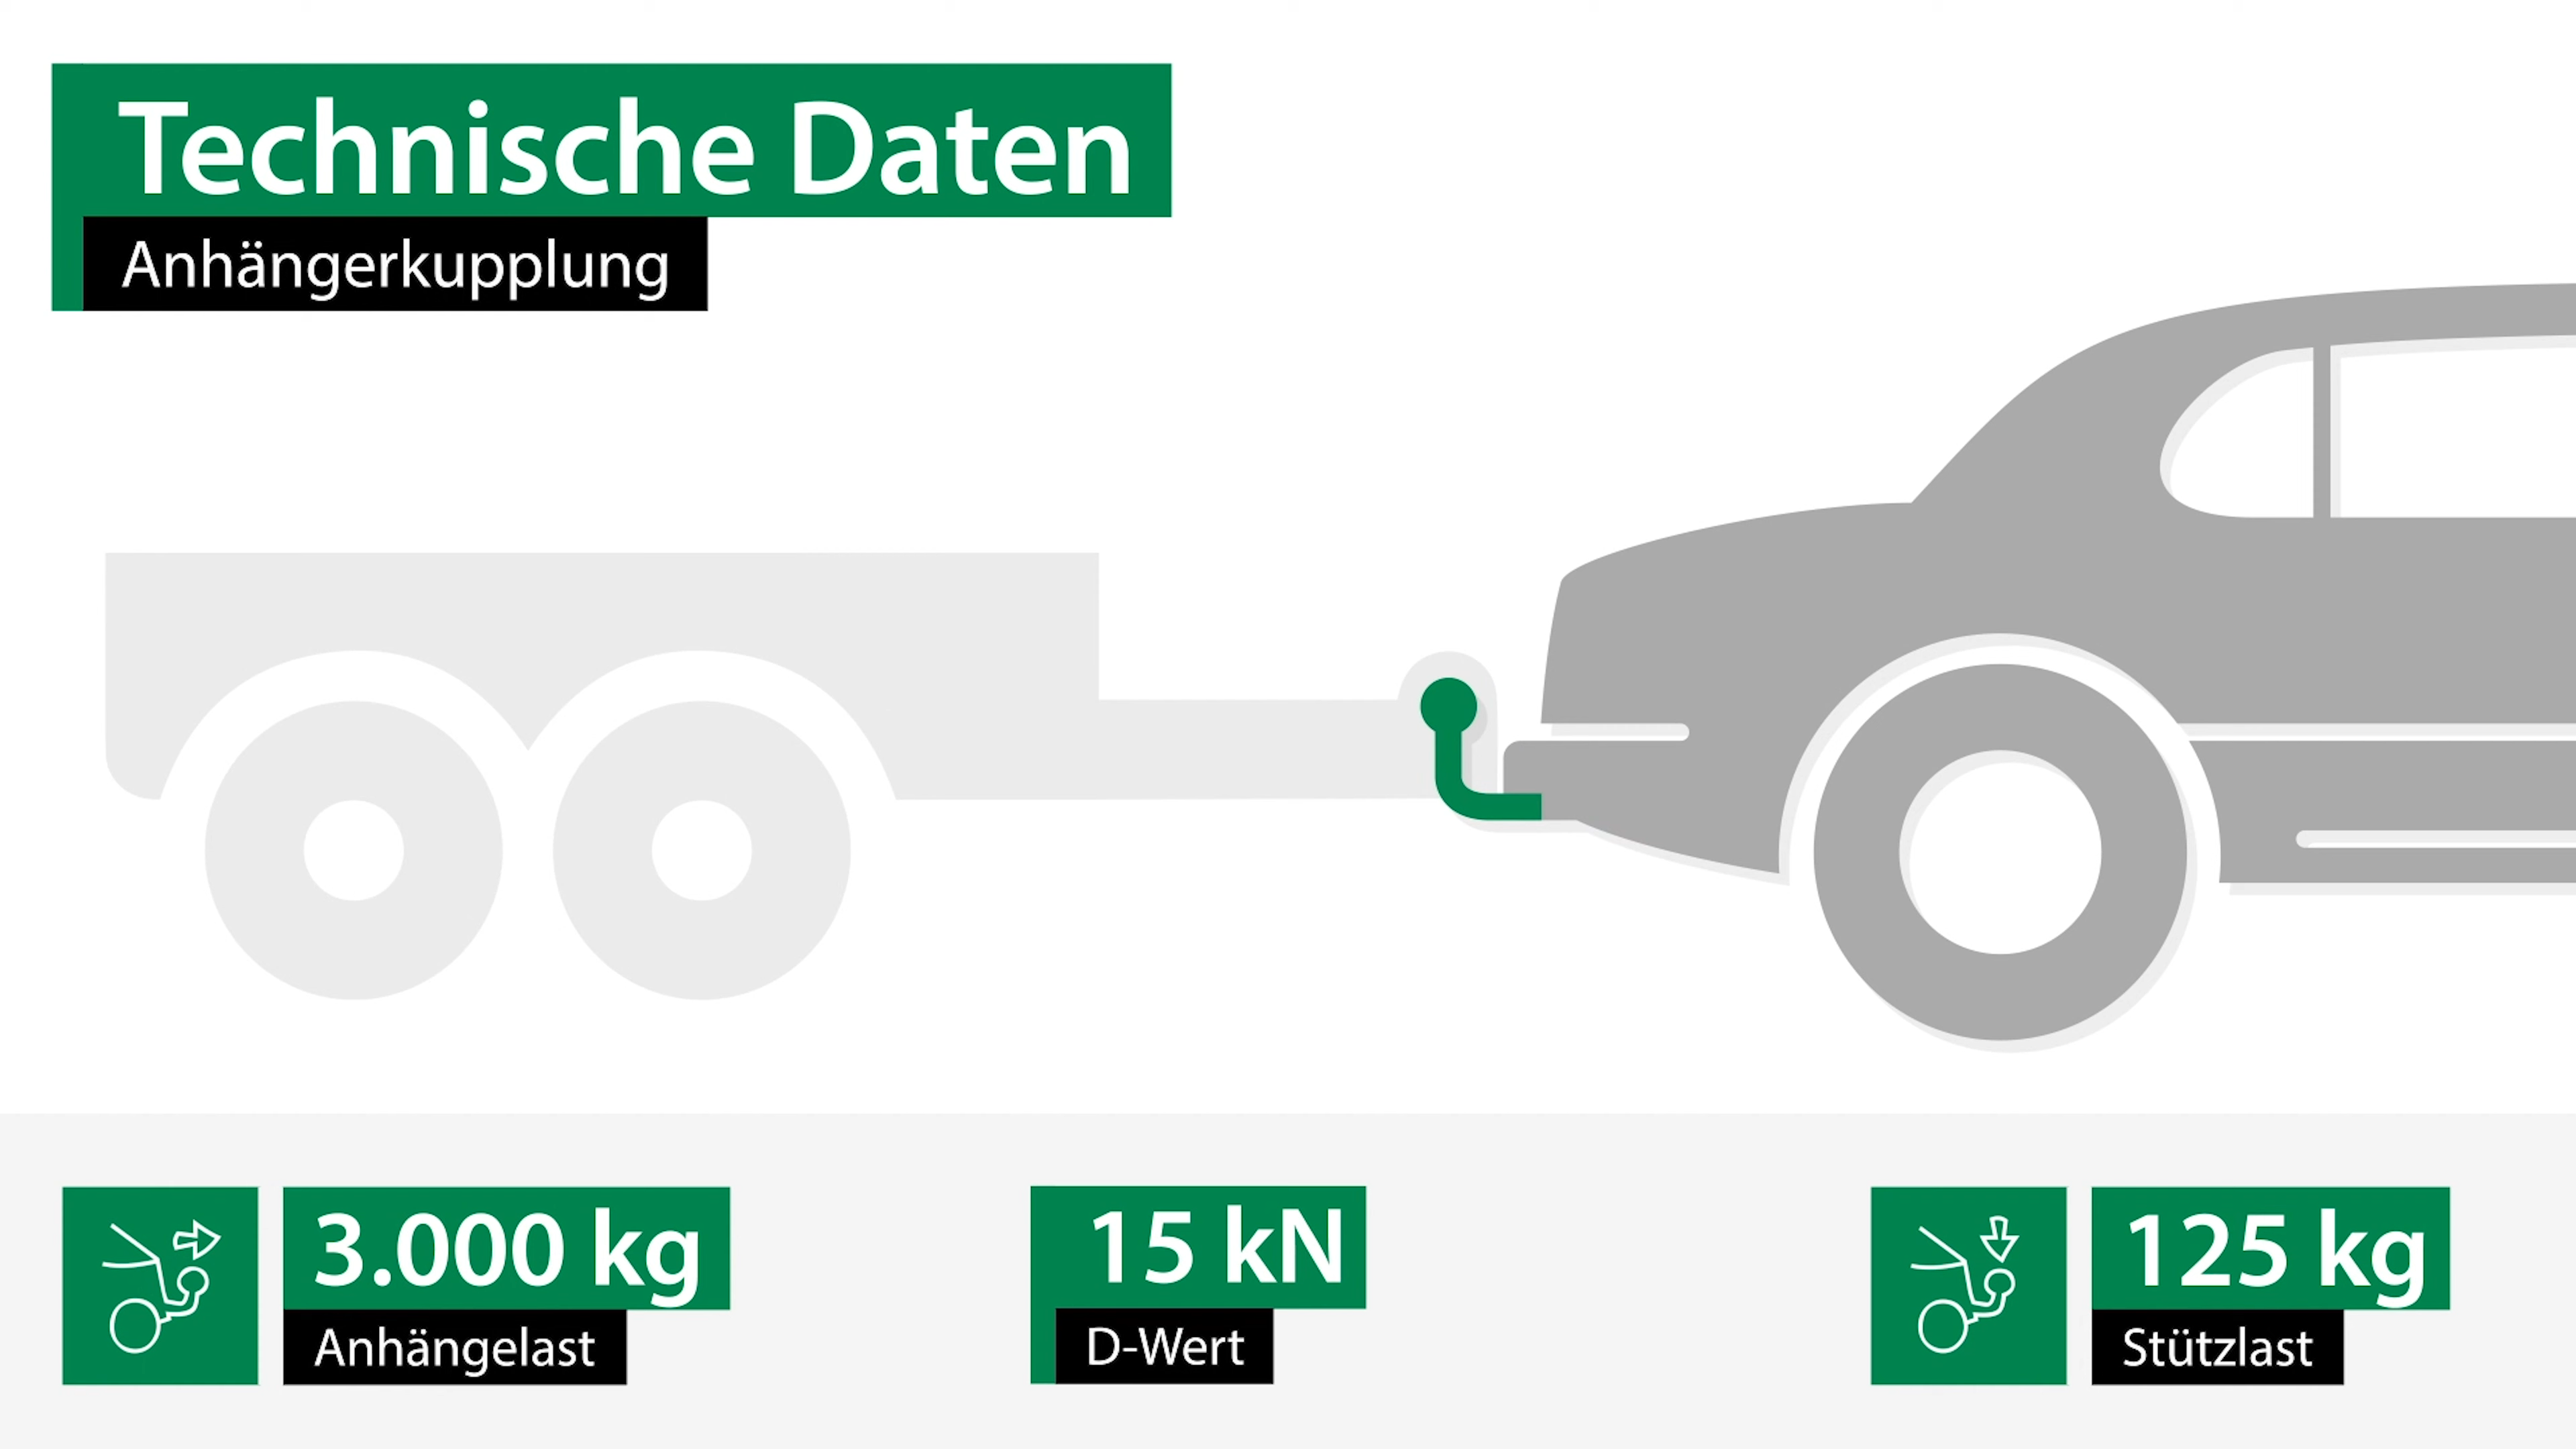 Technische Daten
Anhängerkupplung
3.000 kg
Anhängelast
15 kN
D-Wert
125 kg
Stützlast